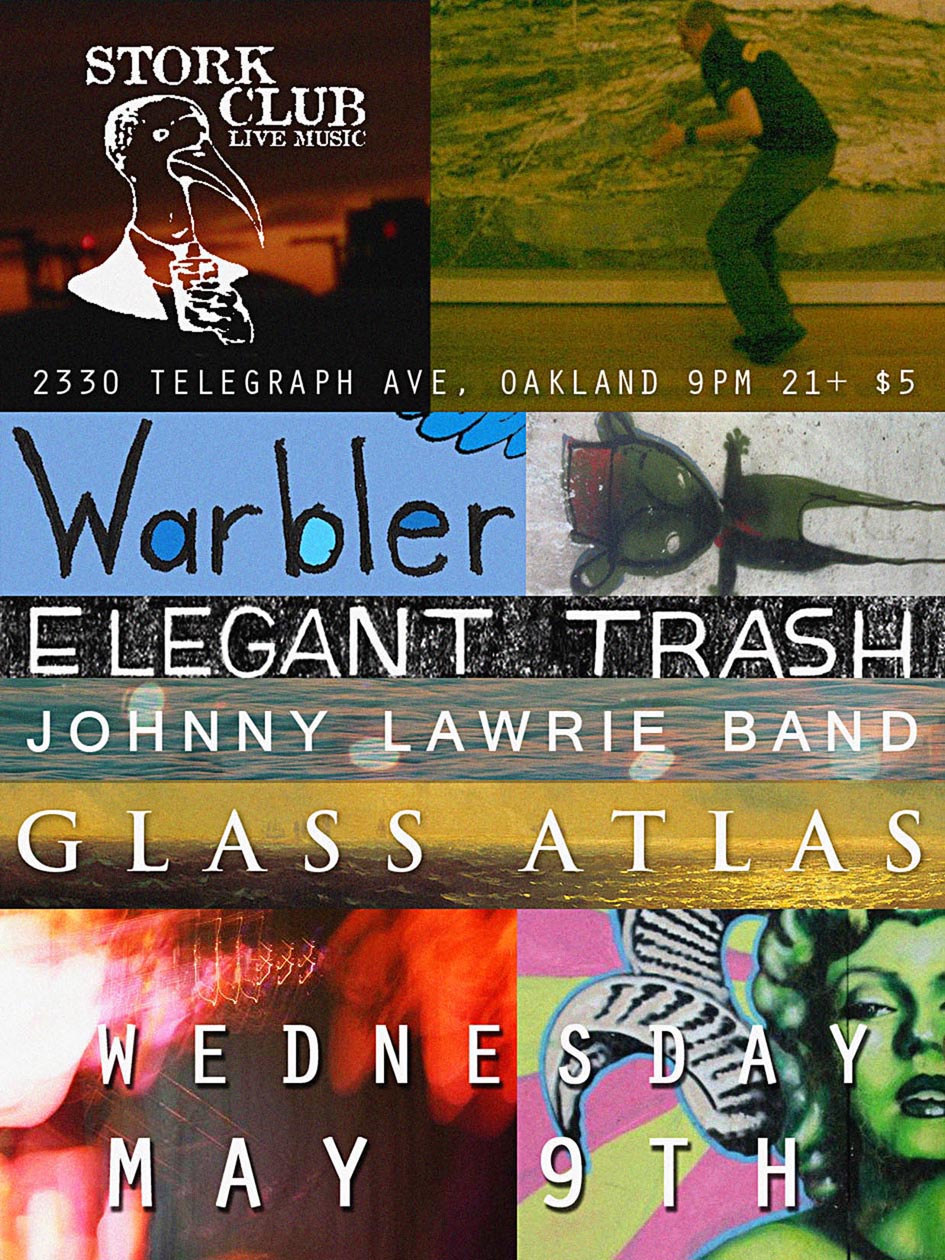 STORK
CLUB
LIVE MUSIC
2330 TELEGRAPH AVE, OAKLAND 9PM 21+ $5
Warbler
ELEGANT TRASH
JOHNNY LAWRIE BAND
GLASS ATLAS
WEDNESDAY
MAY 9TH